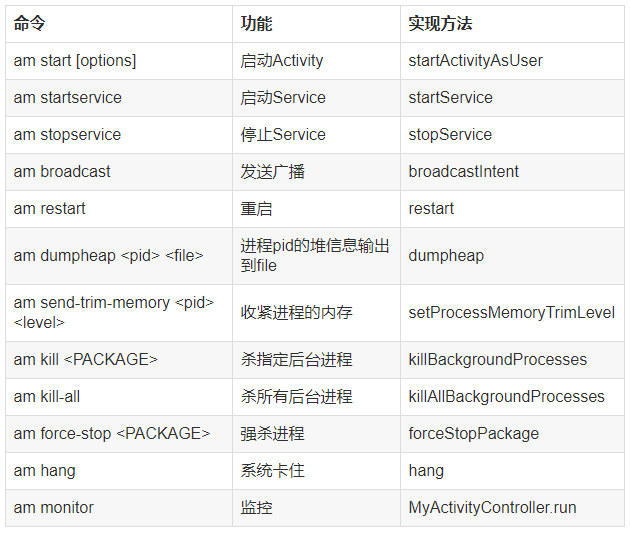 命令 功能 实现方法
am start [options] 启动Activity startActivityAsUser
am startservice 启动Service startService
am stopservice 停止Service stopService
am broadcast 发送广播 broadcastIntent
am restart 重启 restart
am dumpheap <pid> <file> 进程pid的堆信息输出
到file dumpheap
am send-trim-memory <pid>
<level> 收紧进程的内存 setProcessMemoryTrimLevel
am kill <PACKAGE> 杀指定后台进程 killBackgroundProcesses
am kill-all 杀所有后台进程 killAllBackgroundProcesses
am force-stop <PACKAGE> 强杀进程 forceStopPackage
am hang 系统卡住 hang
am monitor 监控 MyActivityController.run